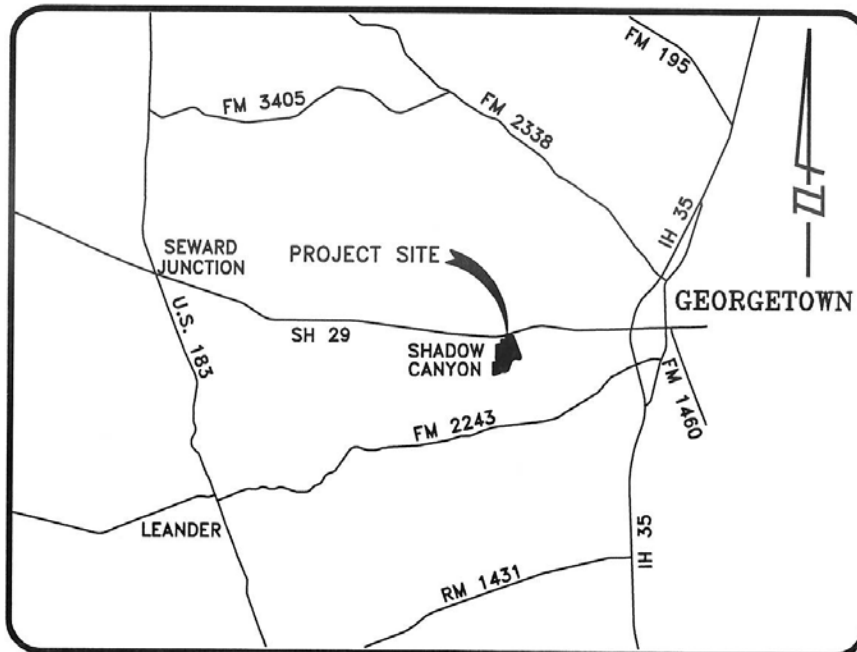 FM 195
FM 3405
FM 2338
IH 35
SEWARD
JUNCTION
PROJECT SITE
GEORGETOWN
U.S. 183
SH 29
SHADOW
CANYON
FM 1460
FM 2243
LEANDER
IH 35
RM 1431